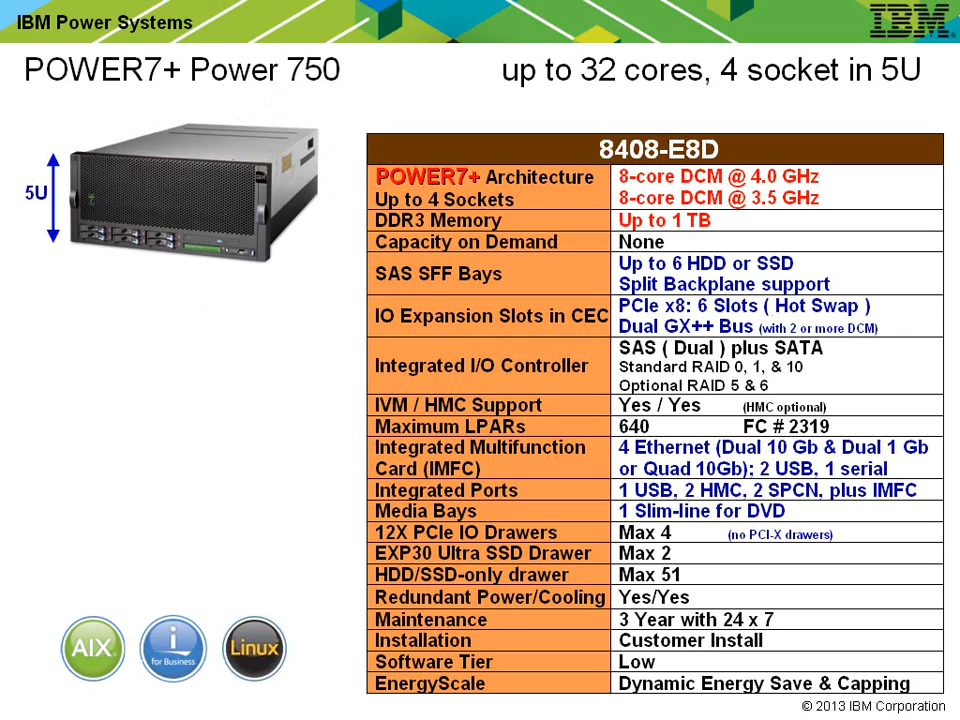 IBM Power Systems
IBM
POWER7+ Power 750 up to 32 cores, 4 socket in 5U
5U
8408-E8D
POWER7+ Architecture 8-core DCM @ 4.0 GHz
Up to 4 Sockets 8-core DCM @ 3.5 GHz
DDR3 Memory Up to 1 TB
Capacity on Demand None
SAS SFF Bays Up to 6 HDD or SSD
Split Backplane support
IO Expansion Slots in CEC PCIe x8: 6 Slots ( Hot Swap )
Dual GX++ Bus (with 2 or more DCM)
Integrated I/O Controller SAS ( Dual ) plus SATA
Standard RAID 0, 1, & 10
Optional RAID 5 & 6
IVM / HMC Support Yes / Yes (HMC optional)
Maximum LPARs 640 FC # 2319
Integrated Multifunction 4 Ethernet (Dual 10 Gb & Dual 1 Gb
Card (IMFC) or Quad 10Gb); 2 USB, 1 serial
Integrated Ports 1 USB, 2 HMC, 2 SPCN, plus IMFC
Media Bays 1 Slim-line for DVD
12X PCIe IO Drawers Max 4 (no PCI-X drawers)
EXP30 Ultra SSD Drawer Max 2
HDD/SSD-only drawer Max 51
Redundant Power/Cooling Yes/Yes
Maintenance 3 Year with 24 x 7
Installation Customer Install
Software Tier Low
EnergyScale Dynamic Energy Save & Capping
AIX
i
for Business
Linux
© 2013 IBM Corporation